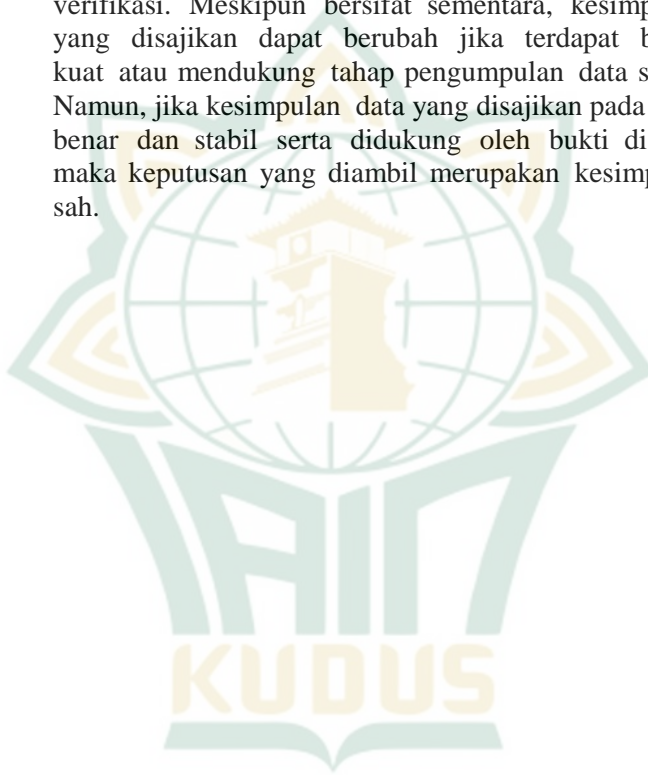 verifikasi. Meskipun bersifat sementara, kesimp
yang disajikan dapat berubah jika terdapat b
kuat atau mendukung tahap pengumpulan data s
Namun, jika kesimpulan data yang disajikan pada
benar dan stabil serta didukung oleh bukti di
maka keputusan yang diambil merupakan kesimp
sah.
IAIN
KUDUS